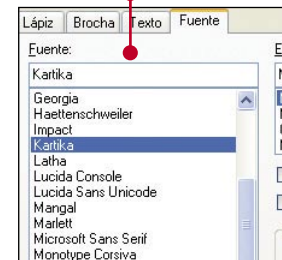 Lápiz Brocha Texto Fuente
Fuente:
Kartika
Georgia
Haettenschweiler
Impact
Kartika
Latha
Lucida Console
Lucida Sans Unicode
Mangal
Marlett
Microsoft Sans Serif
Monotype Corsiva